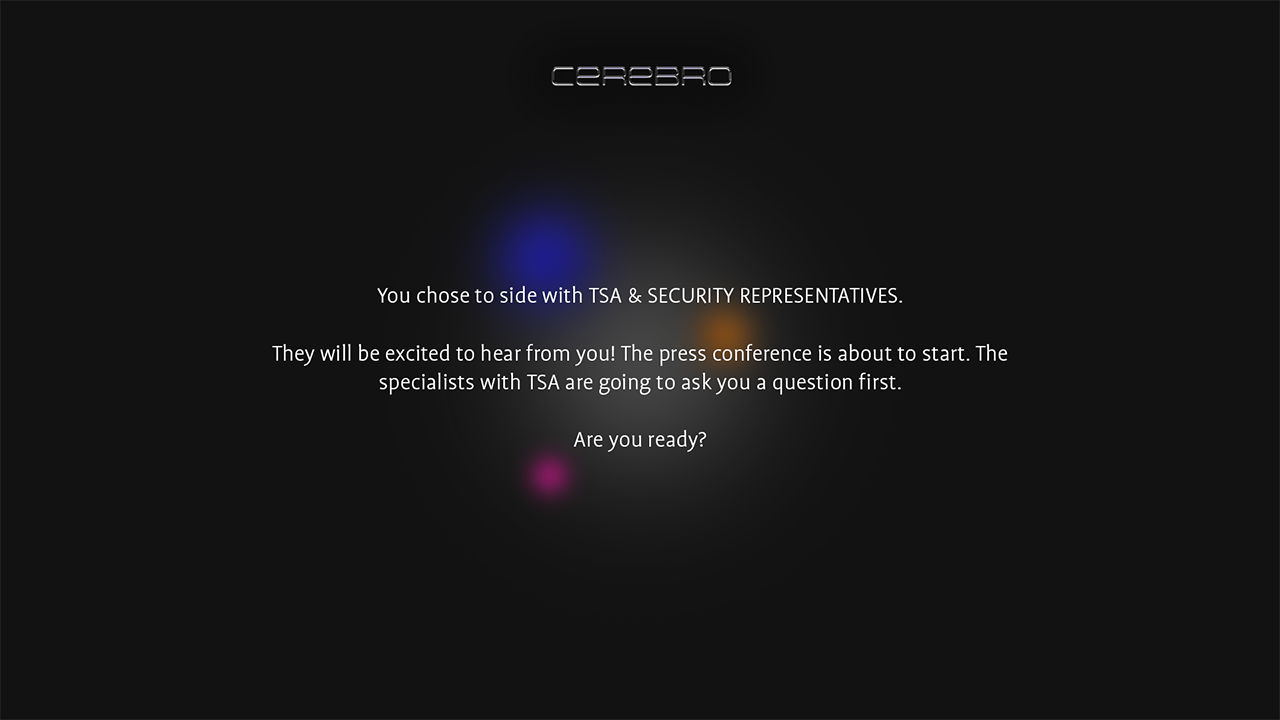 CEREBRO
You chose to side with TSA & SECURITY REPRESENTATIVES.
They will be excited to hear from you! The press conference is about to start. The
specialists with TSA are going to ask you a question first.
Are you ready?